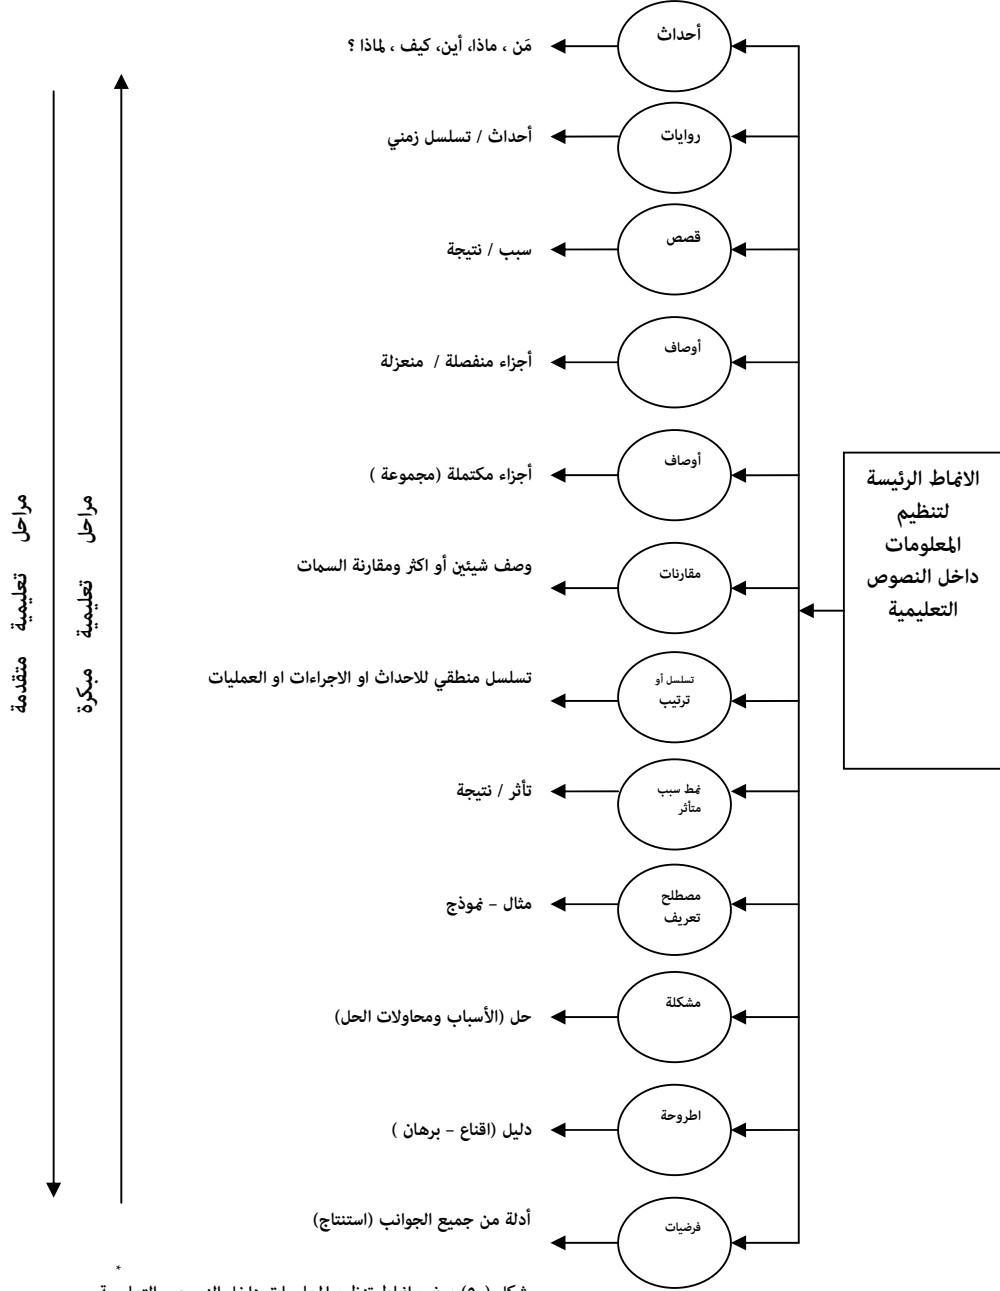 الانماط الرئيسة
لتنظيم
المعلومات
داخل النصوص
التعليمية
أحداث
مَن ، ماذا، أين، كيف ، لماذا ؟
روايات
أحداث / تسلسل زمني
قصص
سبب / نتيجة
أوصاف
أجزاء منفصلة / منعزلة
أوصاف
أجزاء مكتملة (مجموعة )
مقارنات
وصف شيئين أو اكثر ومقارنة السمات
تسلسل أو
ترتيب
تسلسل منطقي للاحداث او الاجراءات او العمليات
نمط سبب
متأثر
تأثر / نتيجة
مصطلح
تعريف
مثال – نموذج
مشكلة
حل (الأسباب ومحاولات الحل)
اطروحة
دليل (اقناع – برهان )
فرضيات
أدلة من جميع الجوانب (استنتاج)
مراحل تعليمية مبكرة
مراحل تعليمية متقدمة
*